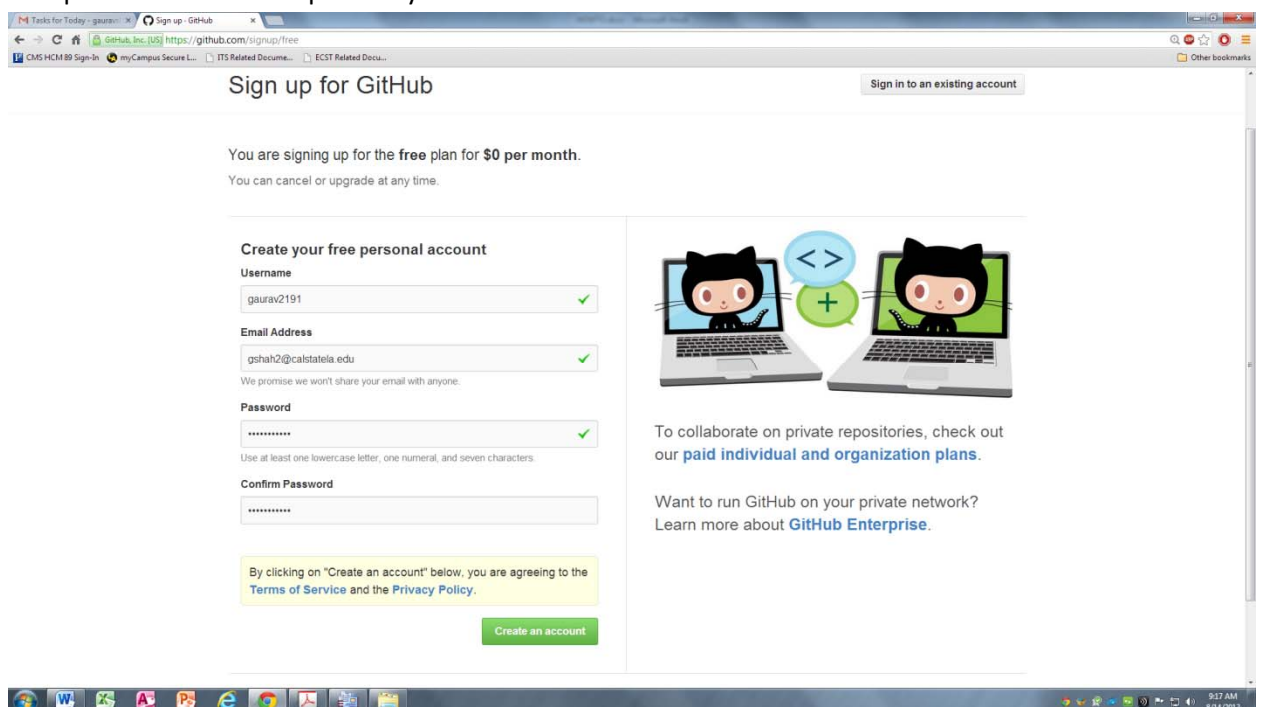 Tasks for Today - gaurav
Sign up · GitHub
GitHub, Inc. [US] https://github.com/signup/free
CMS HCM 89 Sign-In
myCampus Secure L...
ITS Related Docume...
ECST Related Docu...
Other bookmarks
Sign up for GitHub
Sign in to an existing account
You are signing up for the free plan for $0 per month.
You can cancel or upgrade at any time.
Create your free personal account
Username
gaurav2191
Email Address
gshah2@calstatela.edu
We promise we won't share your email with anyone.
Password
Use at least one lowercase letter, one numeral, and seven characters.
Confirm Password
By clicking on "Create an account" below, you are agreeing to the
Terms of Service and the Privacy Policy.
Create an account
<>
+
To collaborate on private repositories, check out
our paid individual and organization plans.
Want to run GitHub on your private network?
Learn more about GitHub Enterprise.
9:17 AM